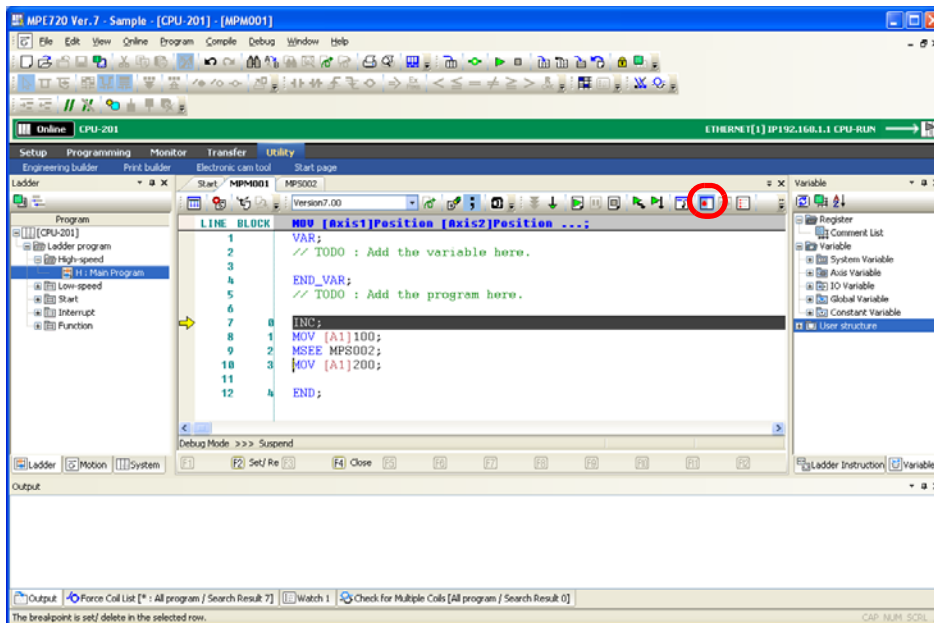 MPE720 Ver.7 - Sample - [CPU-201] - [MPM001]
File Edit View Online Program Compile Debug Window Help
Online CPU-201 ETHERNET[1] IP192.168.1.1 CPU-RUN
Setup Programming Monitor Transfer Utility
Engineering builder Print builder Electronic cam tool Start page
Ladder
Program
[CPU-201]
Ladder program
High-speed
H : Main Program
Low-speed
Start
Interrupt
Function
Ladder Motion System
Start MPM001 MPS002
Version7.00
LINE BLOCK MOV [Axis1]Position [Axis2]Position ...;
1 VAR;
2 // TODO : Add the variable here.
3
4 END_VAR;
5 // TODO : Add the program here.
6
7 0 INC;
8 1 MOV [A1]100;
9 2 MSEE MPS002;
10 3 MOV [A1]200;
11
12 4 END;
Debug Mode >>> Suspend
F1 F2 Set/ Re F3 F4 Close F5 F6 F7 F8 F9
Variable
Register
Comment List
Variable
System Variable
Axis Variable
IO Variable
Global Variable
Constant Variable
User structure
Ladder Instruction Variable
Output
Output Force Coil List [* : All program / Search Result 7] Watch 1 Check for Multiple Coils [All program / Search Result 0]
The breakpoint is set/ delete in the selected row. CAP NUM SCRL